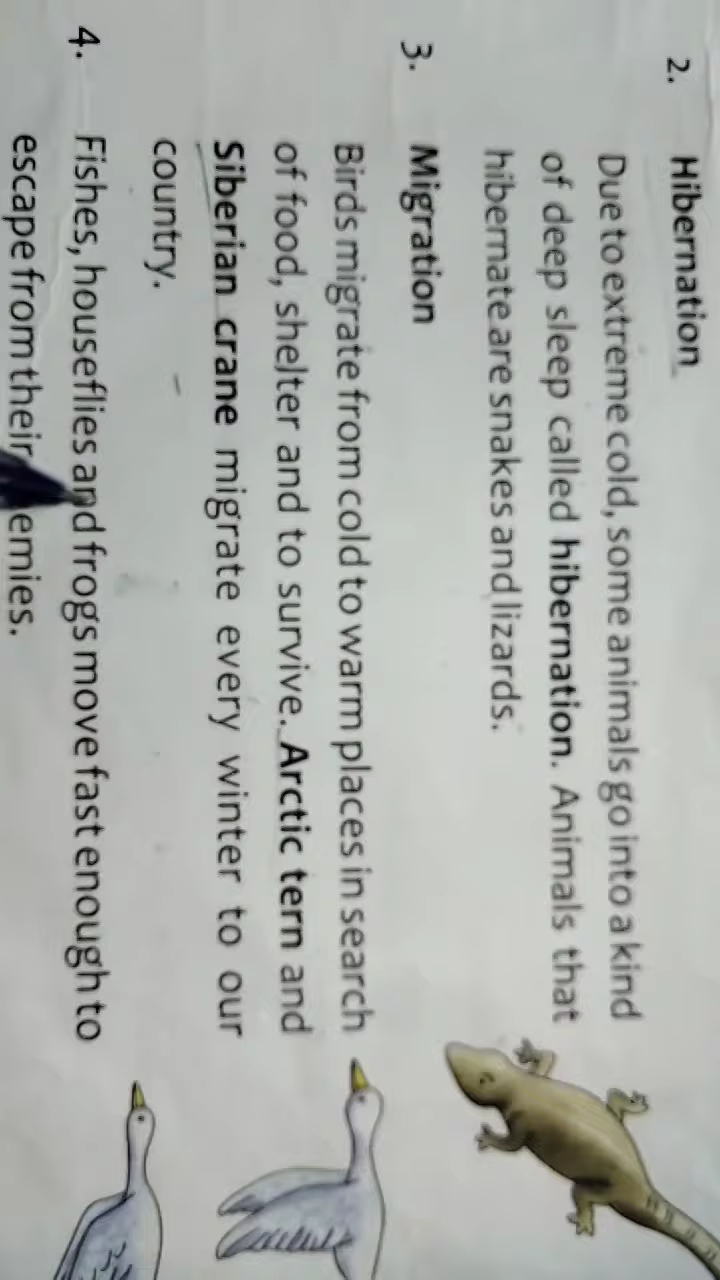 2. Hibernation
Due to extreme cold, some animals go into a kind
of deep sleep called hibernation. Animals that
hibernate are snakes and lizards.
3. Migration
Birds migrate from cold to warm places in search
of food, shelter and to survive. Arctic tern and
Siberian crane migrate every winter to our
country.
4. Fishes, houseflies and frogs move fast enough to
escape from their emies.